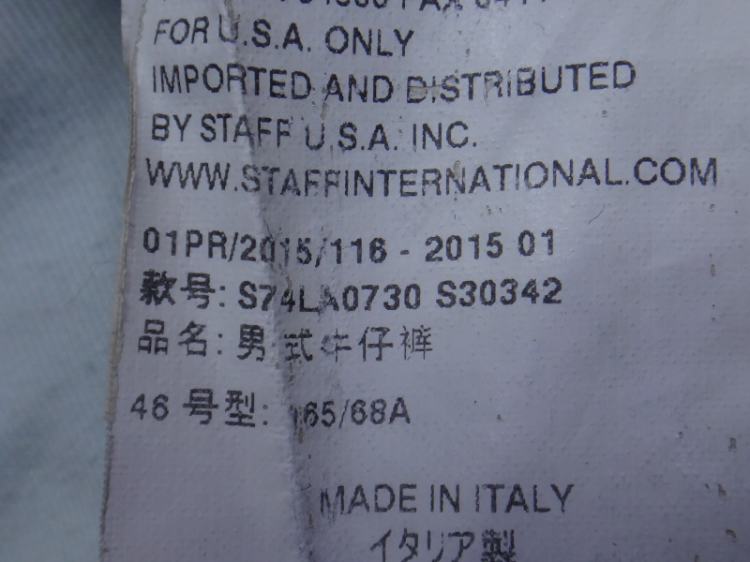 FOR U.S.A. ONLY
IMPORTED AND DISTRIBUTED
BY STAFF U.S.A. INC.
WWW.STAFFINTERNATIONAL.COM
01PR/2015/116 - 2015 01
款号: S74LA0730 S30342
品名: 男式牛仔裤
46 号型: 165/68A
MADE IN ITALY
イタリア製